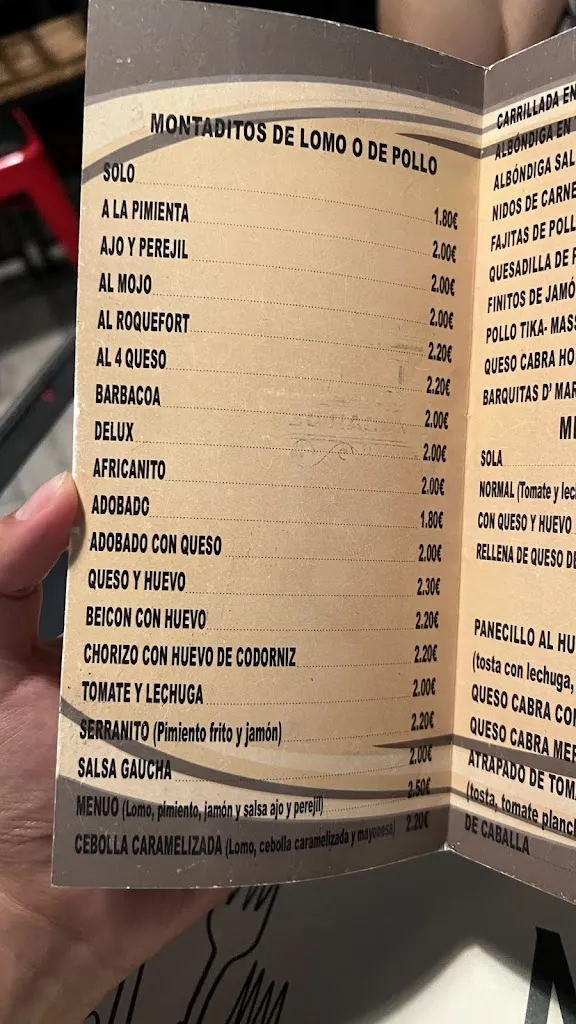 MONTADITOS DE LOMO O DE POLLO
SOLO 1.80€
A LA PIMIENTA 2.00€
AJO Y PEREJIL 2.00€
AL MOJO 2.00€
AL ROQUEFORT 2.20€
AL 4 QUESO 2.20€
BARBACOA 2.00€
DELUX 2.00€
AFRICANITO 2.00€
ADOBADO 1.80€
ADOBADO CON QUESO 2.00€
QUESO Y HUEVO 2.30€
BEICON CON HUEVO 2.20€
CHORIZO CON HUEVO DE CODORNIZ 2.20€
TOMATE Y LECHUGA 2.00€
SERRANITO (Pimiento frito y jamón) 2.20€
SALSA GAUCHA 2.00€
MENUO (Lomo, pimiento, jamón y salsa ajo y perejil) 2.50€
CEBOLLA CARAMELIZADA (Lomo, cebolla caramelizada y mayonesa) 2.20€
CARRILLADA EN
ALBÓNDIGA EN
ALBÓNDIGA SAL
NIDOS DE CARNE
FAJITAS DE POLL
QUESADILLA DE
FINITOS DE JAMÓ
POLLO TIKA- MAS
QUESO CABRA HO
BARQUITAS D' MAR
SOLA
NORMAL (Tomate y lec
CON QUESO Y HUEVO
RELLENA DE QUESO DE
PANECILLO AL HU
(tosta con lechuga,
QUESO CABRA CO
QUESO CABRA MER
ATRAPADO DE TOM
(tosta, tomate planch
DE CABALLA